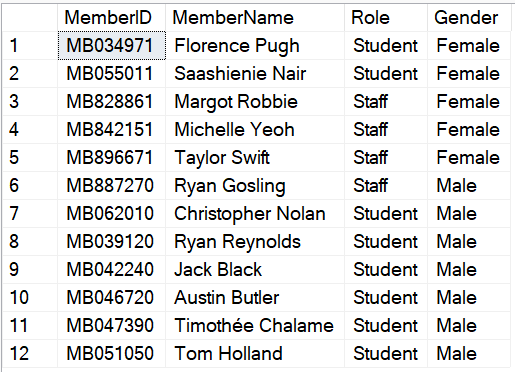 MemberID MemberName Role Gender
1 MB034971 Florence Pugh Student Female
2 MB055011 Saashienie Nair Student Female
3 MB828861 Margot Robbie Staff Female
4 MB842151 Michelle Yeoh Staff Female
5 MB896671 Taylor Swift Staff Female
6 MB887270 Ryan Gosling Staff Male
7 MB062010 Christopher Nolan Student Male
8 MB039120 Ryan Reynolds Student Male
9 MB042240 Jack Black Student Male
10 MB046720 Austin Butler Student Male
11 MB047390 Timothée Chalame Student Male
12 MB051050 Tom Holland Student Male